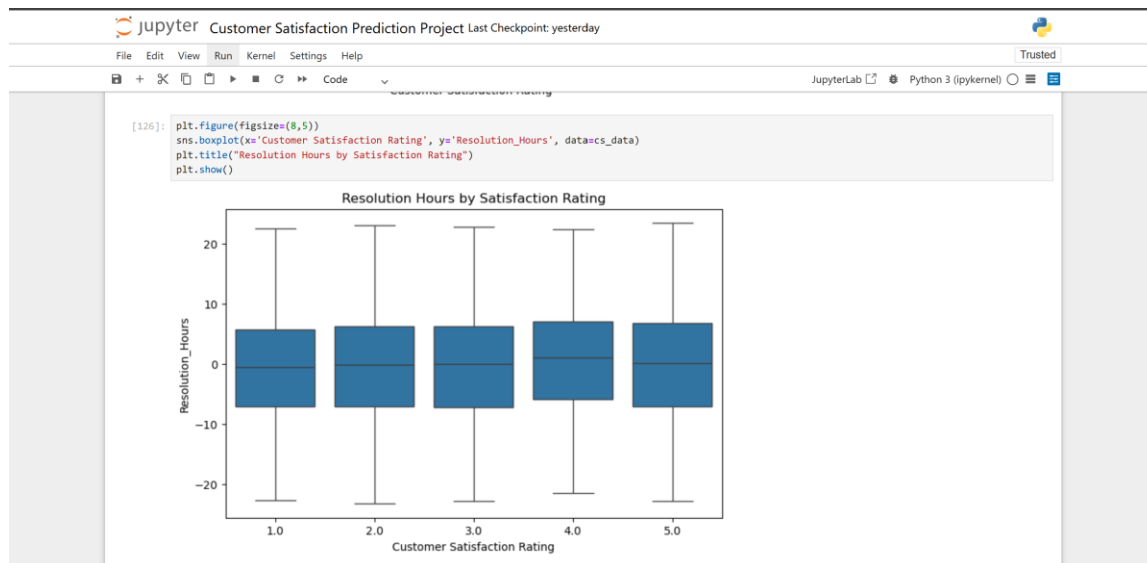 jupyter Customer Satisfaction Prediction Project Last Checkpoint: yesterday
File Edit View Run Kernel Settings Help Trusted
Code JupyterLab Python 3 (ipykernel)
Customer Satisfaction Rating
[126]: plt.figure(figsize=(8,5))
sns.boxplot(x='Customer Satisfaction Rating', y='Resolution_Hours', data=cs_data)
plt.title("Resolution Hours by Satisfaction Rating")
plt.show()
Resolution Hours by Satisfaction Rating
Resolution_Hours
20
10
0
−10
−20
1.0 2.0 3.0 4.0 5.0
Customer Satisfaction Rating